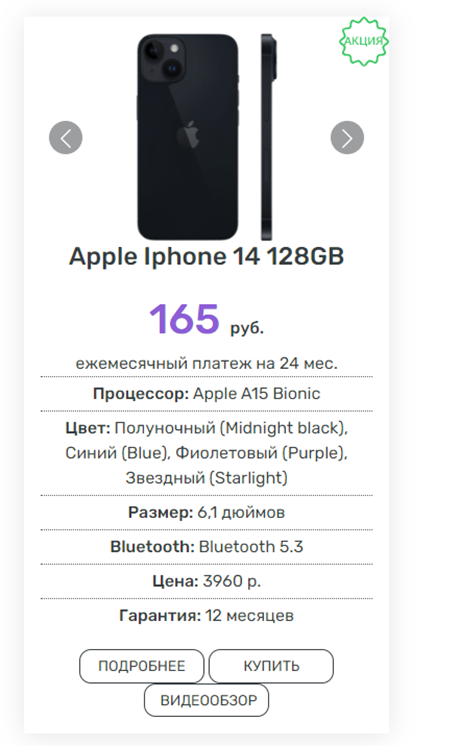 АКЦИЯ
Apple Iphone 14 128GB
165 руб.
ежемесячный платеж на 24 мес.
Процессор: Apple A15 Bionic
Цвет: Полуночный (Midnight black),
Синий (Blue), Фиолетовый (Purple),
Звездный (Starlight)
Размер: 6,1 дюймов
Bluetooth: Bluetooth 5.3
Цена: 3960 р.
Гарантия: 12 месяцев
ПОДРОБНЕЕ КУПИТЬ
ВИДЕООБЗОР